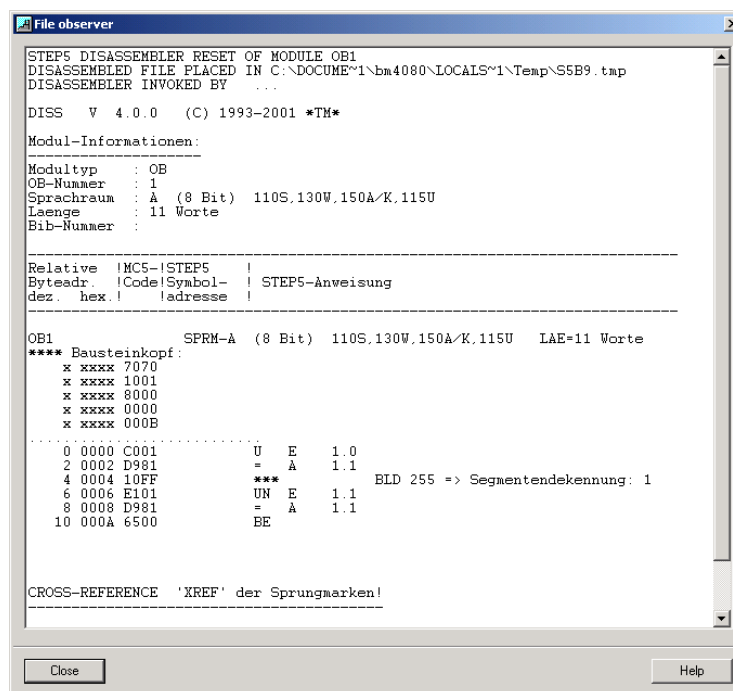 File observer
STEP5 DISASSEMBLER RESET OF MODULE OB1
DISASSEMBLED FILE PLACED IN C:\DOCUME~1\bm4080\LOCALS~1\Temp\S5B9.tmp
DISASSEMBLER INVOKED BY ...
DISS V 4.0.0 (C) 1993-2001 *TM*
Modul-Informationen:
--------------------
Modultyp : OB
OB-Nummer : 1
Sprachraum : A (8 Bit) 110S,130W,150A/K,115U
Laenge : 11 Worte
Bib-Nummer :
---------------------------------------------------------------------------
Relative !MC5-!STEP5 !
Byteadr. !Code!Symbol- ! STEP5-Anweisung
dez. hex.! !adresse !
---------------------------------------------------------------------------
OB1 SPRM-A (8 Bit) 110S,130W,150A/K,115U LAE=11 Worte
**** Bausteinkopf:
x xxxx 7070
x xxxx 1001
x xxxx 8000
x xxxx 0000
x xxxx 000B
...........................
0 0000 C001 U E 1.0
2 0002 D981 = A 1.1
4 0004 10FF *** BLD 255 => Segmentendekennung: 1
6 0006 E101 UN E 1.1
8 0008 D981 = A 1.1
10 000A 6500 BE
CROSS-REFERENCE 'XREF' der Sprungmarken!
-----------------------------------------
Close
Help